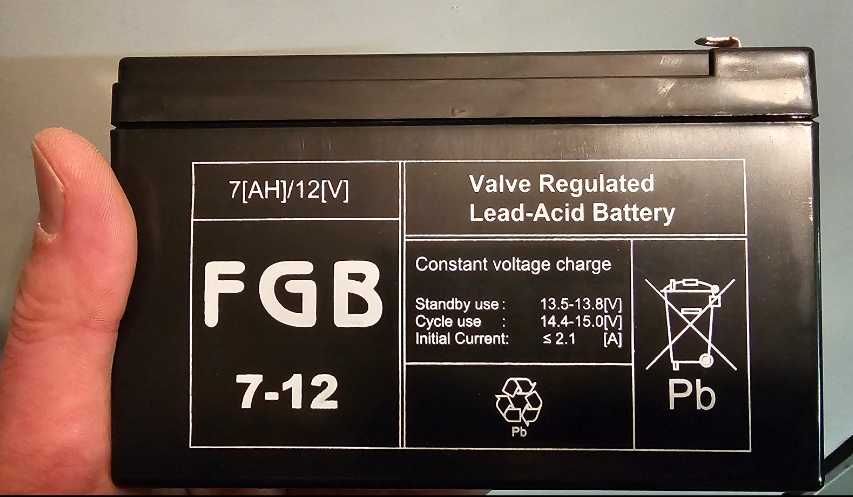 7[AH]/12[V]
FGB
7-12
Valve Regulated
Lead-Acid Battery
Constant voltage charge
Standby use : 13.5-13.8[V]
Cycle use : 14.4-15.0[V]
Initial Current: ≤ 2.1 [A]
Pb
Pb